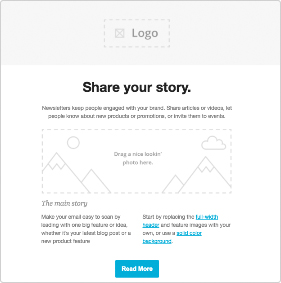 Logo
Share your story.
Newsletters keep people engaged with your brand. Share articles or videos, let
people know about new products or promotions, or invite them to events.
Drag a nice lookin'
photo here.
The main story
Make your email easy to scan by
leading with one big feature or idea,
whether it's your latest blog post or a
new product feature
Start by replacing the full-width
header and feature images with your
own, or use a solid color
background.
Read More